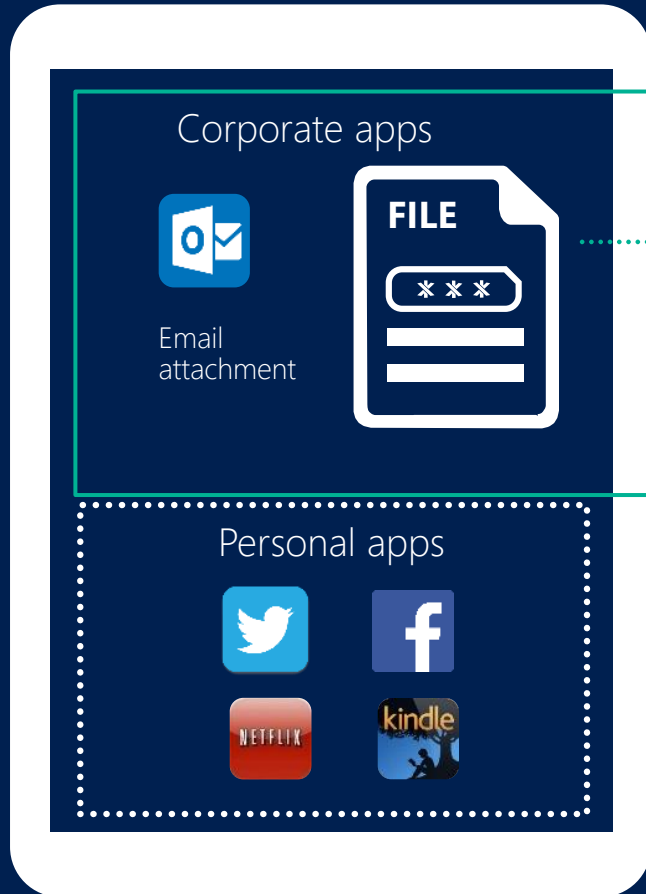 Corporate apps
FILE
* * *
Email
attachment
Personal apps
NETFLIX
kindle